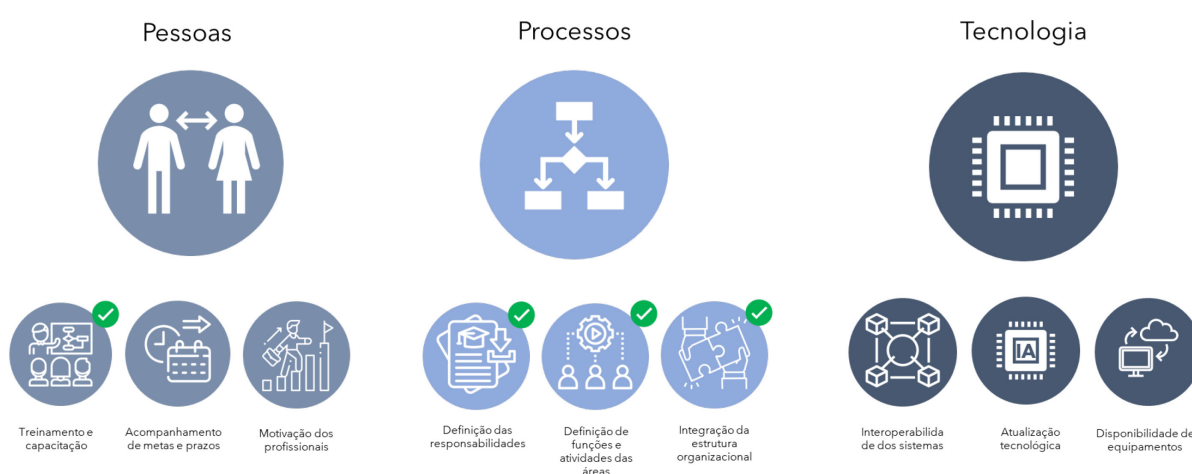 Pessoas
Processos
Tecnologia
IA
Treinamento e
capacitação
Acompanhamento
de metas e prazos
Motivação dos
profissionais
Definição das
responsabilidades
Definição de
funções e
atividades das
áreas
Integração da
estrutura
organizacional
Interoperabilida
de dos sistemas
Atualização
tecnológica
Disponibilidade de
equipamentos